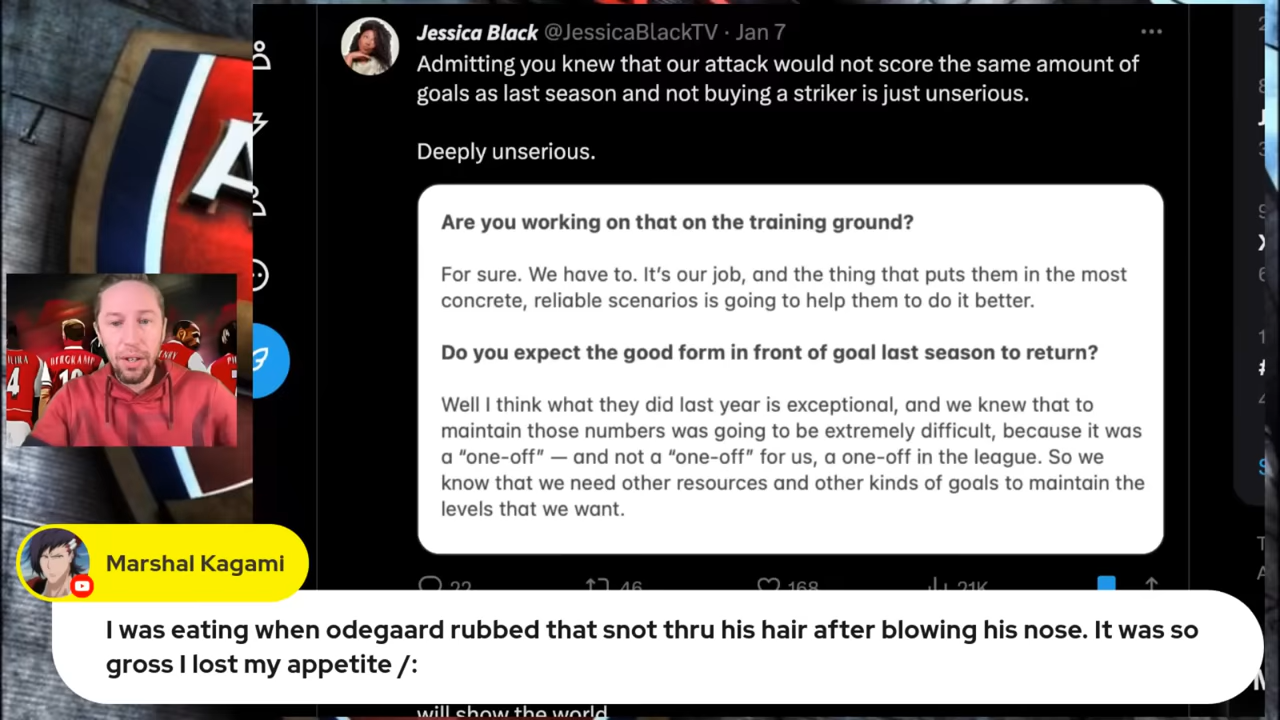 Jessica Black @JessicaBlackTV · Jan 7
Admitting you knew that our attack would not score the same amount of
goals as last season and not buying a striker is just unserious.
Deeply unserious.
Are you working on that on the training ground?
For sure. We have to. It's our job, and the thing that puts them in the most
concrete, reliable scenarios is going to help them to do it better.
Do you expect the good form in front of goal last season to return?
Well I think what they did last year is exceptional, and we knew that to
maintain those numbers was going to be extremely difficult, because it was
a “one-off” — and not a “one-off” for us, a one-off in the league. So we
know that we need other resources and other kinds of goals to maintain the
levels that we want.
22 46 168 21K
BERGKAMP
10
HENRY
4
Marshal Kagami
I was eating when odegaard rubbed that snot thru his hair after blowing his nose. It was so
gross I lost my appetite /:
will show the world